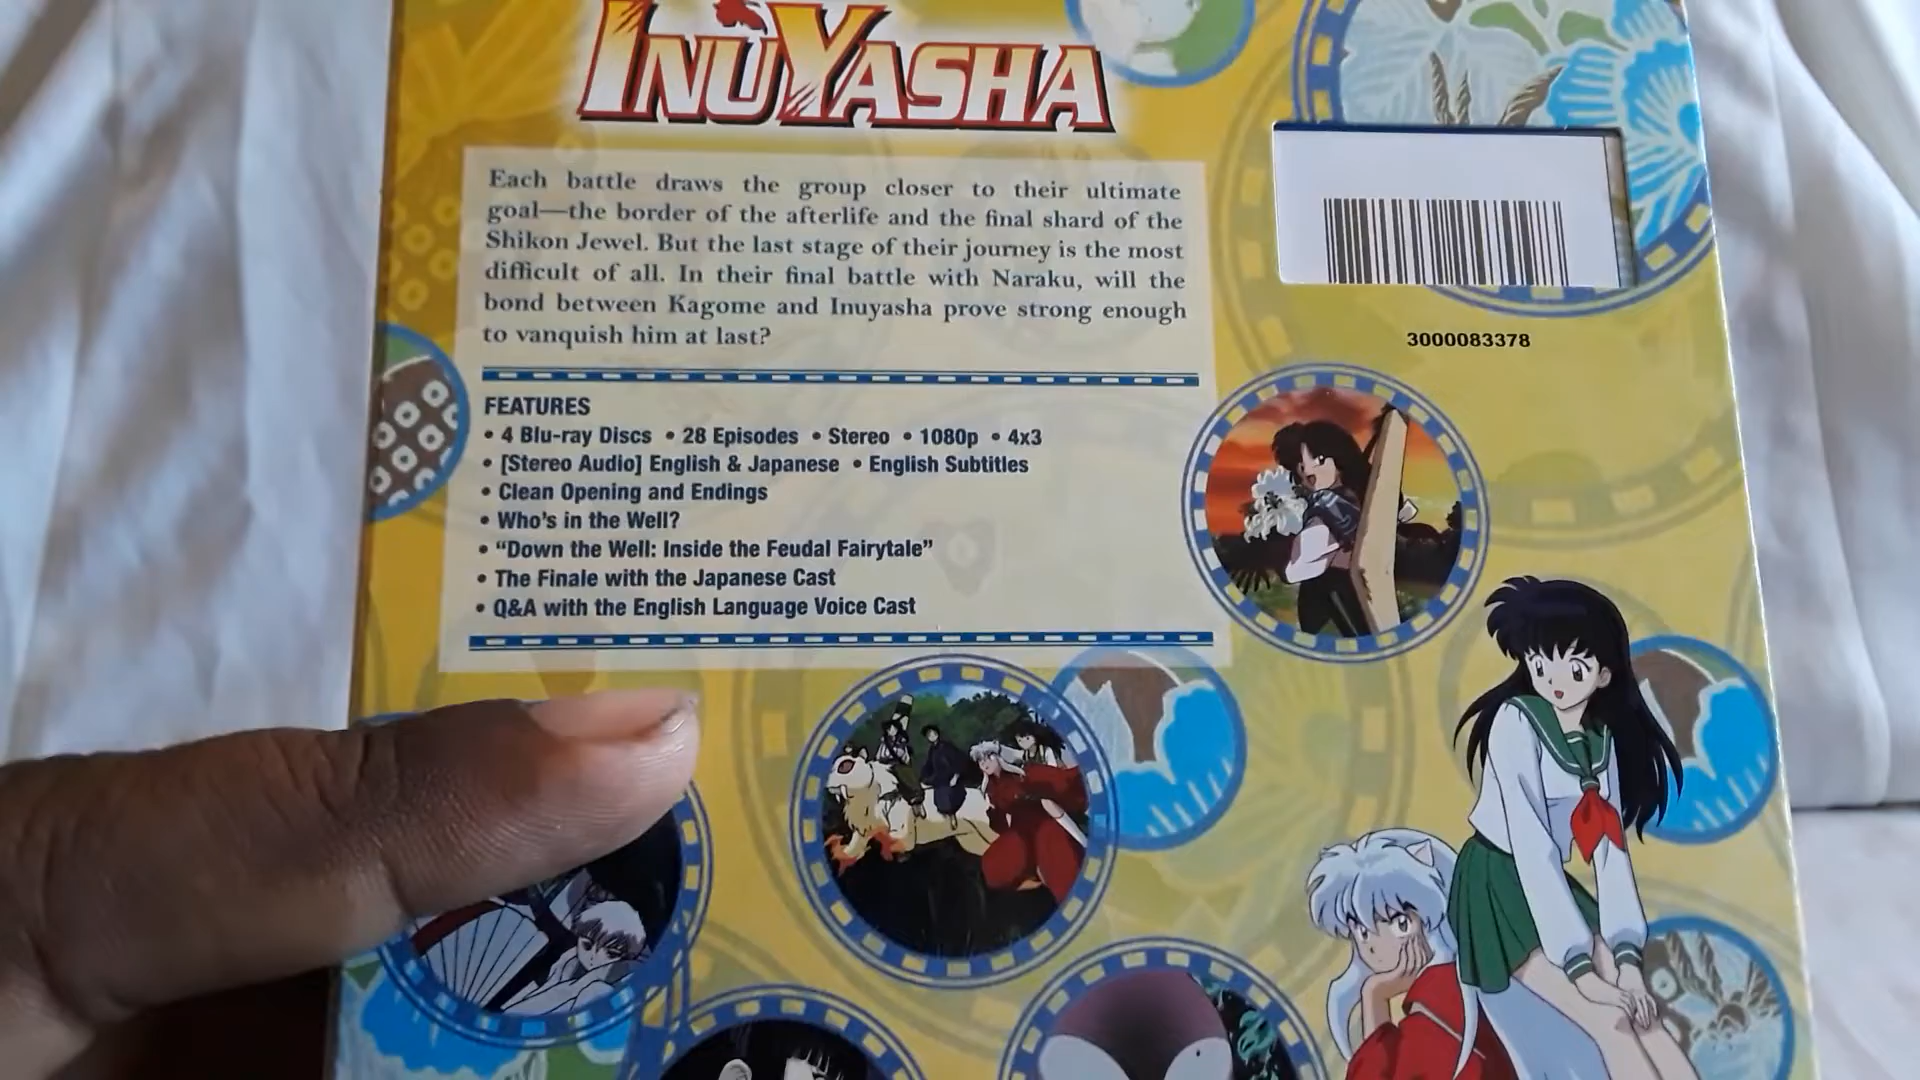 INUYASHA
Each battle draws the group closer to their ultimate
goal—the border of the afterlife and the final shard of the
Shikon Jewel. But the last stage of their journey is the most
difficult of all. In their final battle with Naraku, will the
bond between Kagome and Inuyasha prove strong enough
to vanquish him at last?
3000083378
FEATURES
• 4 Blu-ray Discs • 28 Episodes • Stereo • 1080p • 4x3
• [Stereo Audio] English & Japanese • English Subtitles
• Clean Opening and Endings
• Who's in the Well?
• “Down the Well: Inside the Feudal Fairytale”
• The Finale with the Japanese Cast
• Q&A with the English Language Voice Cast